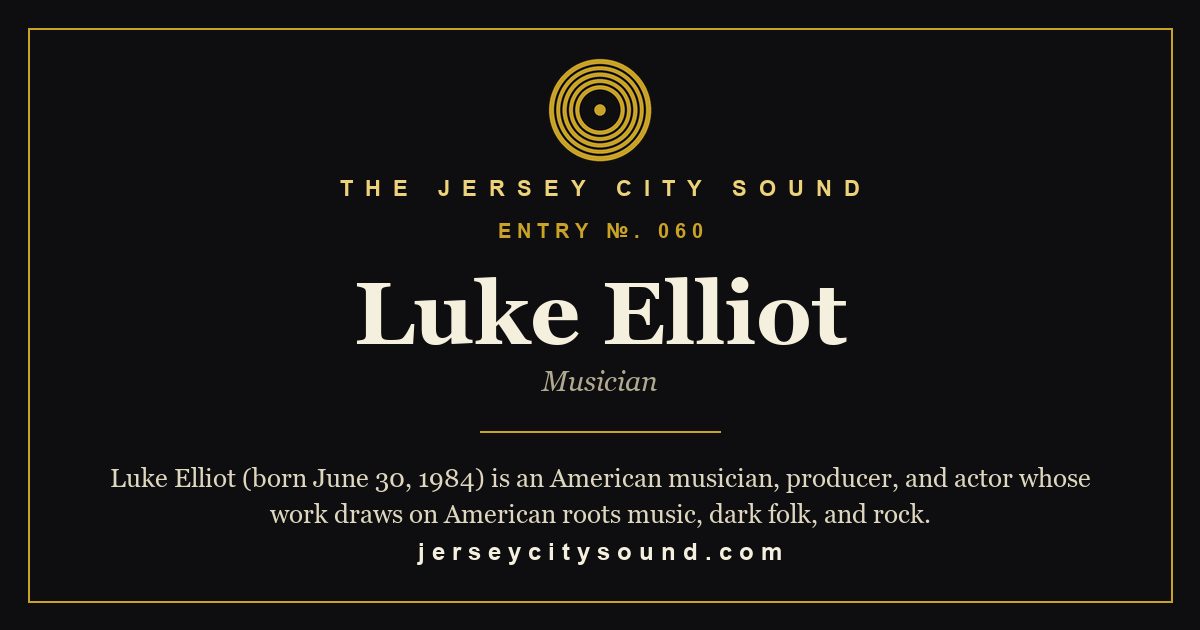 THE JERSEY CITY SOUND
ENTRY №. 060
Luke Elliot
Musician
Luke Elliot (born June 30, 1984) is an American musician, producer, and actor whose
work draws on American roots music, dark folk, and rock.
jerseycitysound.com